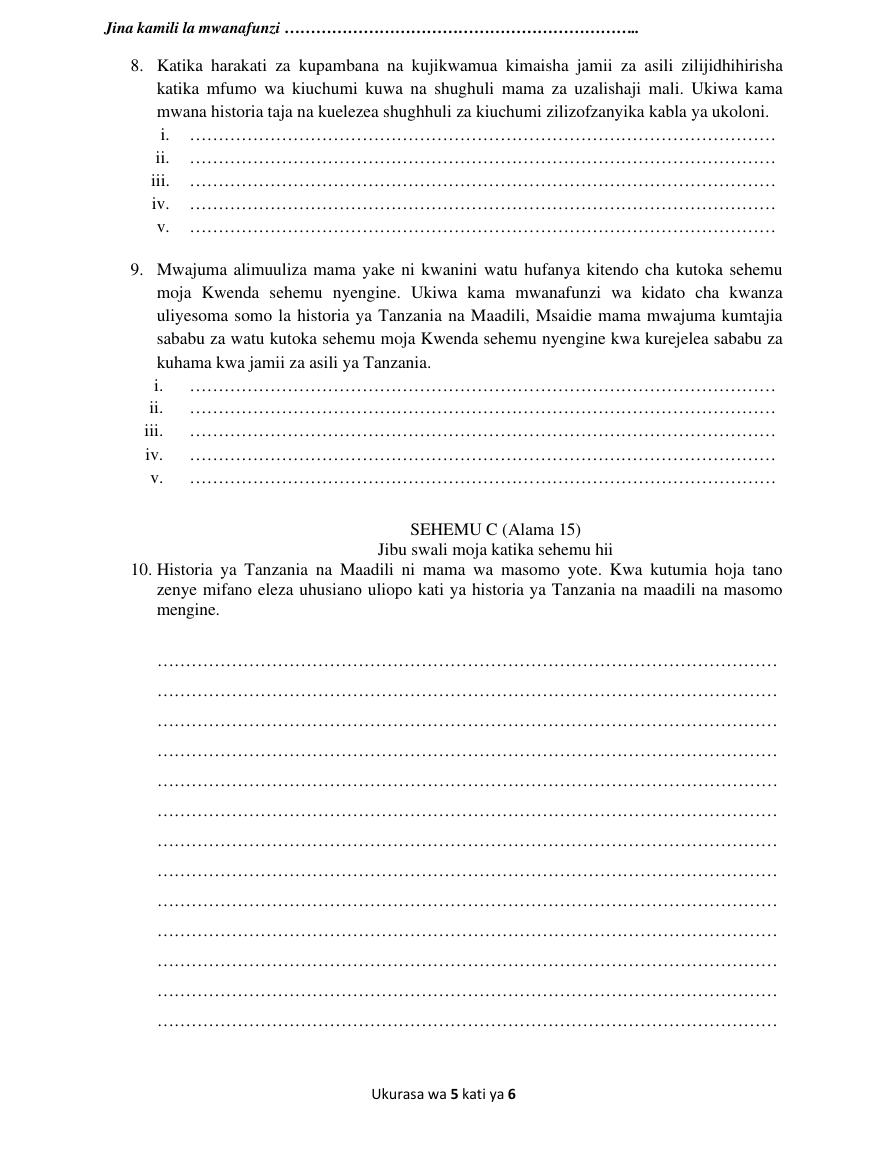 Jina kamili la mwanafunzi …………………………………………………………..
8. Katika harakati za kupambana na kujikwamua kimaisha jamii za asili zilijidhihirisha
katika mfumo wa kiuchumi kuwa na shughuli mama za uzalishaji mali. Ukiwa kama
mwana historia taja na kuelezea shughhuli za kiuchumi zilizofzanyika kabla ya ukoloni.
i. …………………………………………………………………………………………
ii. …………………………………………………………………………………………
iii. …………………………………………………………………………………………
iv. …………………………………………………………………………………………
v. …………………………………………………………………………………………
9. Mwajuma alimuuliza mama yake ni kwanini watu hufanya kitendo cha kutoka sehemu
moja Kwenda sehemu nyengine. Ukiwa kama mwanafunzi wa kidato cha kwanza
uliyesoma somo la historia ya Tanzania na Maadili, Msaidie mama mwajuma kumtajia
sababu za watu kutoka sehemu moja Kwenda sehemu nyengine kwa kurejelea sababu za
kuhama kwa jamii za asili ya Tanzania.
i. …………………………………………………………………………………………
ii. …………………………………………………………………………………………
iii. …………………………………………………………………………………………
iv. …………………………………………………………………………………………
v. …………………………………………………………………………………………
SEHEMU C (Alama 15)
Jibu swali moja katika sehemu hii
10. Historia ya Tanzania na Maadili ni mama wa masomo yote. Kwa kutumia hoja tano
zenye mifano eleza uhusiano uliopo kati ya historia ya Tanzania na maadili na masomo
mengine.
………………………………………………………………………………………………
………………………………………………………………………………………………
………………………………………………………………………………………………
………………………………………………………………………………………………
………………………………………………………………………………………………
………………………………………………………………………………………………
………………………………………………………………………………………………
………………………………………………………………………………………………
………………………………………………………………………………………………
………………………………………………………………………………………………
………………………………………………………………………………………………
………………………………………………………………………………………………
………………………………………………………………………………………………
Ukurasa wa 5 kati ya 6